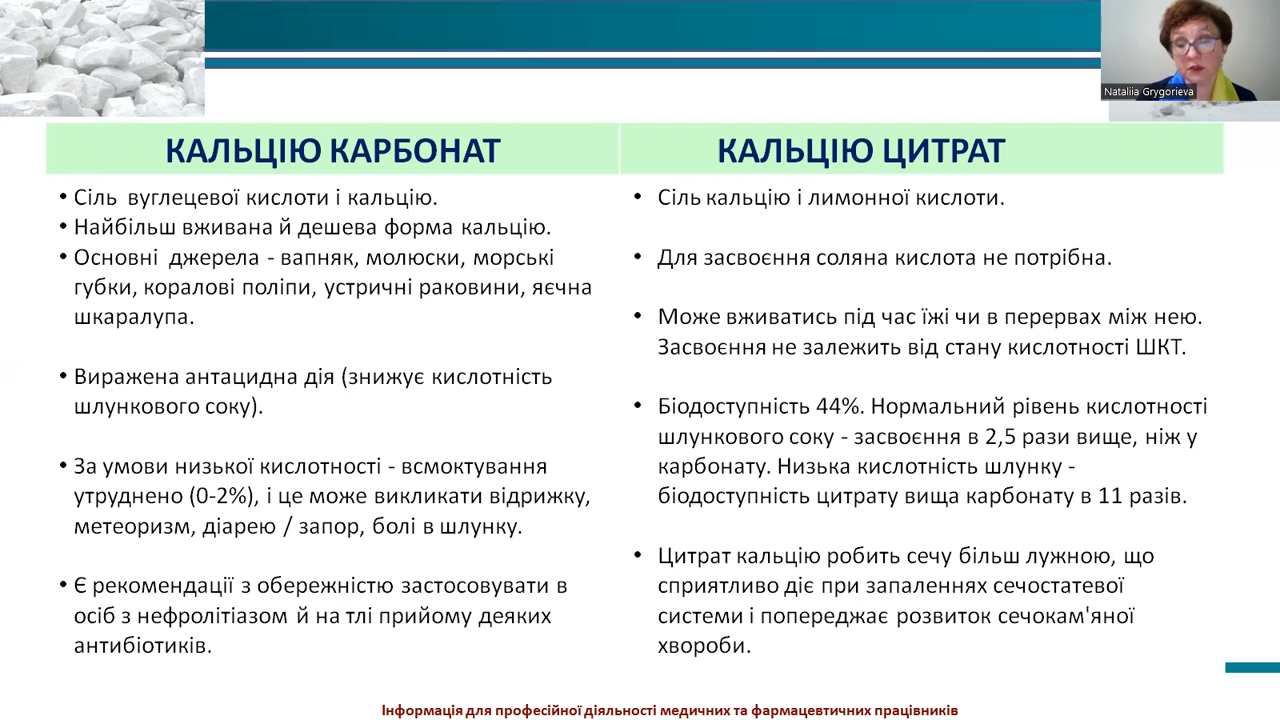 Nataliia Grygorieva
КАЛЬЦІЮ КАРБОНАТ
• Сіль вуглецевої кислоти і кальцію.
• Найбільш вживана й дешева форма кальцію.
• Основні джерела - вапняк, молюски, морські
губки, коралові поліпи, устричні раковини, яєчна
шкаралупа.
• Виражена антацидна дія (знижує кислотність
шлункового соку).
• За умови низької кислотності - всмоктування
утруднено (0-2%), і це може викликати відрижку,
метеоризм, діарею / запор, болі в шлунку.
• Є рекомендації з обережністю застосовувати в
осіб з нефролітіазом й на тлі прийому деяких
антибіотиків.
КАЛЬЦІЮ ЦИТРАТ
• Сіль кальцію і лимонної кислоти.
• Для засвоєння соляна кислота не потрібна.
• Може вживатись під час їжі чи в перервах між нею.
Засвоєння не залежить від стану кислотності ШКТ.
• Біодоступність 44%. Нормальний рівень кислотності
шлункового соку - засвоєння в 2,5 рази вище, ніж у
карбонату. Низька кислотність шлунку -
біодоступність цитрату вища карбонату в 11 разів.
• Цитрат кальцію робить сечу більш лужною, що
сприятливо діє при запаленнях сечостатевої
системи і попереджає розвиток сечокам'яної
хвороби.
Інформація для професійної діяльності медичних та фармацевтичних працівників